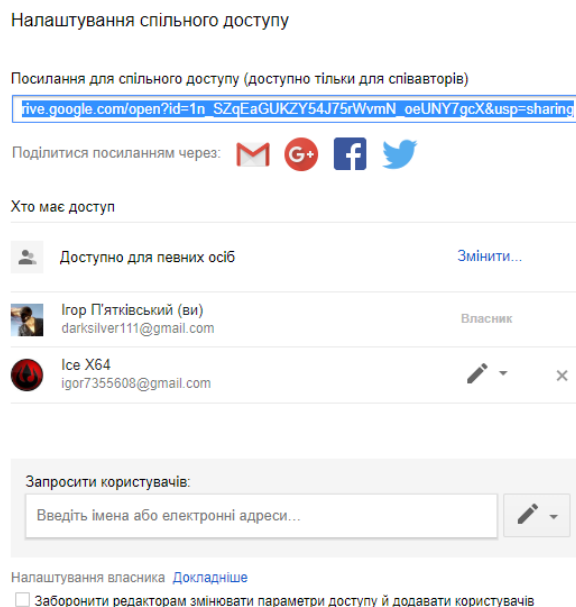 Налаштування спільного доступу
Посилання для спільного доступу (доступно тільки для співавторів)
rive.google.com/open?id=1n_SZqEaGUKZY54J75rWvmN_oeUNY7gcX&usp=sharing
Поділитися посиланням через:
G+
f
Хто має доступ
Доступно для певних осіб Змінити...
Ігор П'ятківський (ви) Власник
darksilver111@gmail.com
Ice X64
igor7355608@gmail.com
Запросити користувачів:
Введіть імена або електронні адреси...
Налаштування власника Докладніше
Заборонити редакторам змінювати параметри доступу й додавати користувачів